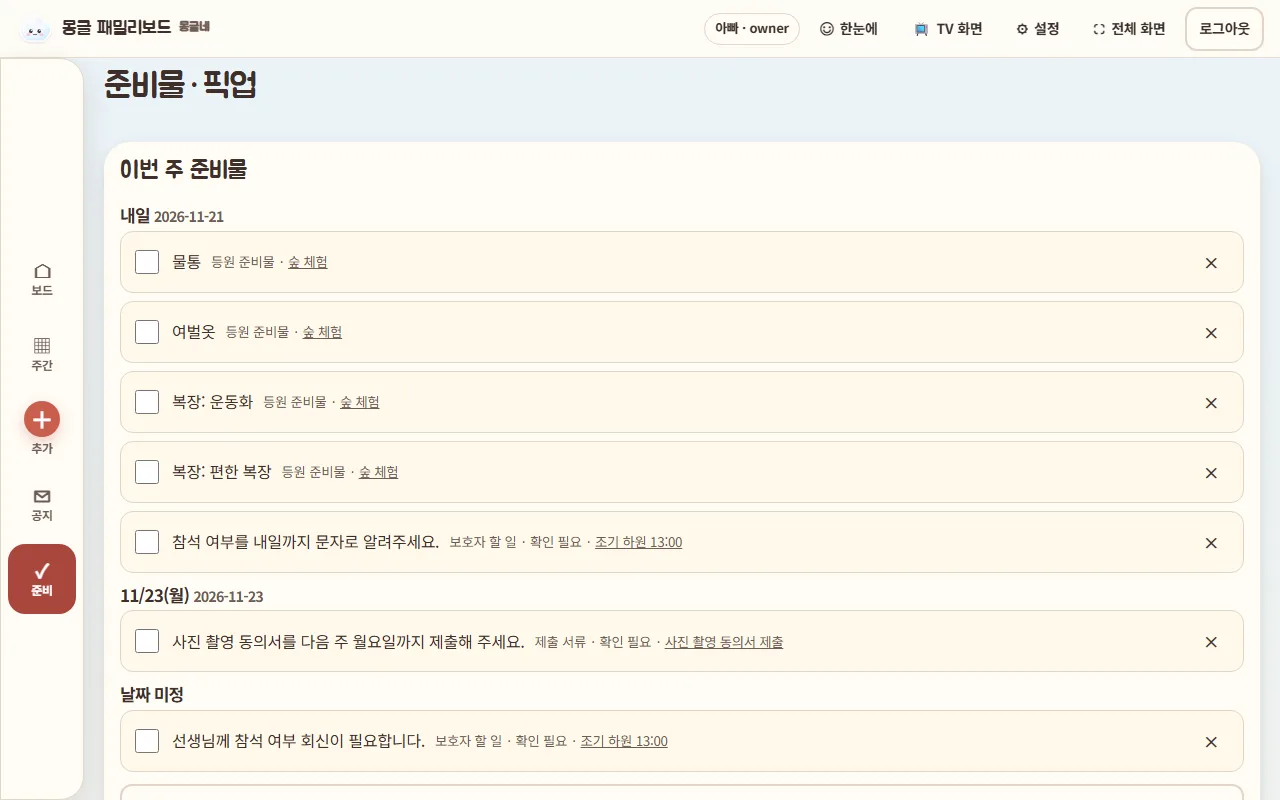 몽글 패밀리보드 몽글네
아빠 · owner
한눈에
TV 화면
설정
전체 화면
로그아웃
준비물 · 픽업
이번 주 준비물
내일 2026-11-21
물통 등원 준비물 · 숲 체험
여벌옷 등원 준비물 · 숲 체험
복장: 운동화 등원 준비물 · 숲 체험
복장: 편한 복장 등원 준비물 · 숲 체험
참석 여부를 내일까지 문자로 알려주세요. 보호자 할 일 · 확인 필요 · 조기 하원 13:00
11/23(월) 2026-11-23
사진 촬영 동의서를 다음 주 월요일까지 제출해 주세요. 제출 서류 · 확인 필요 · 사진 촬영 동의서 제출
날짜 미정
선생님께 참석 여부 회신이 필요합니다. 보호자 할 일 · 확인 필요 · 조기 하원 13:00
보드
주간
추가
공지
준비